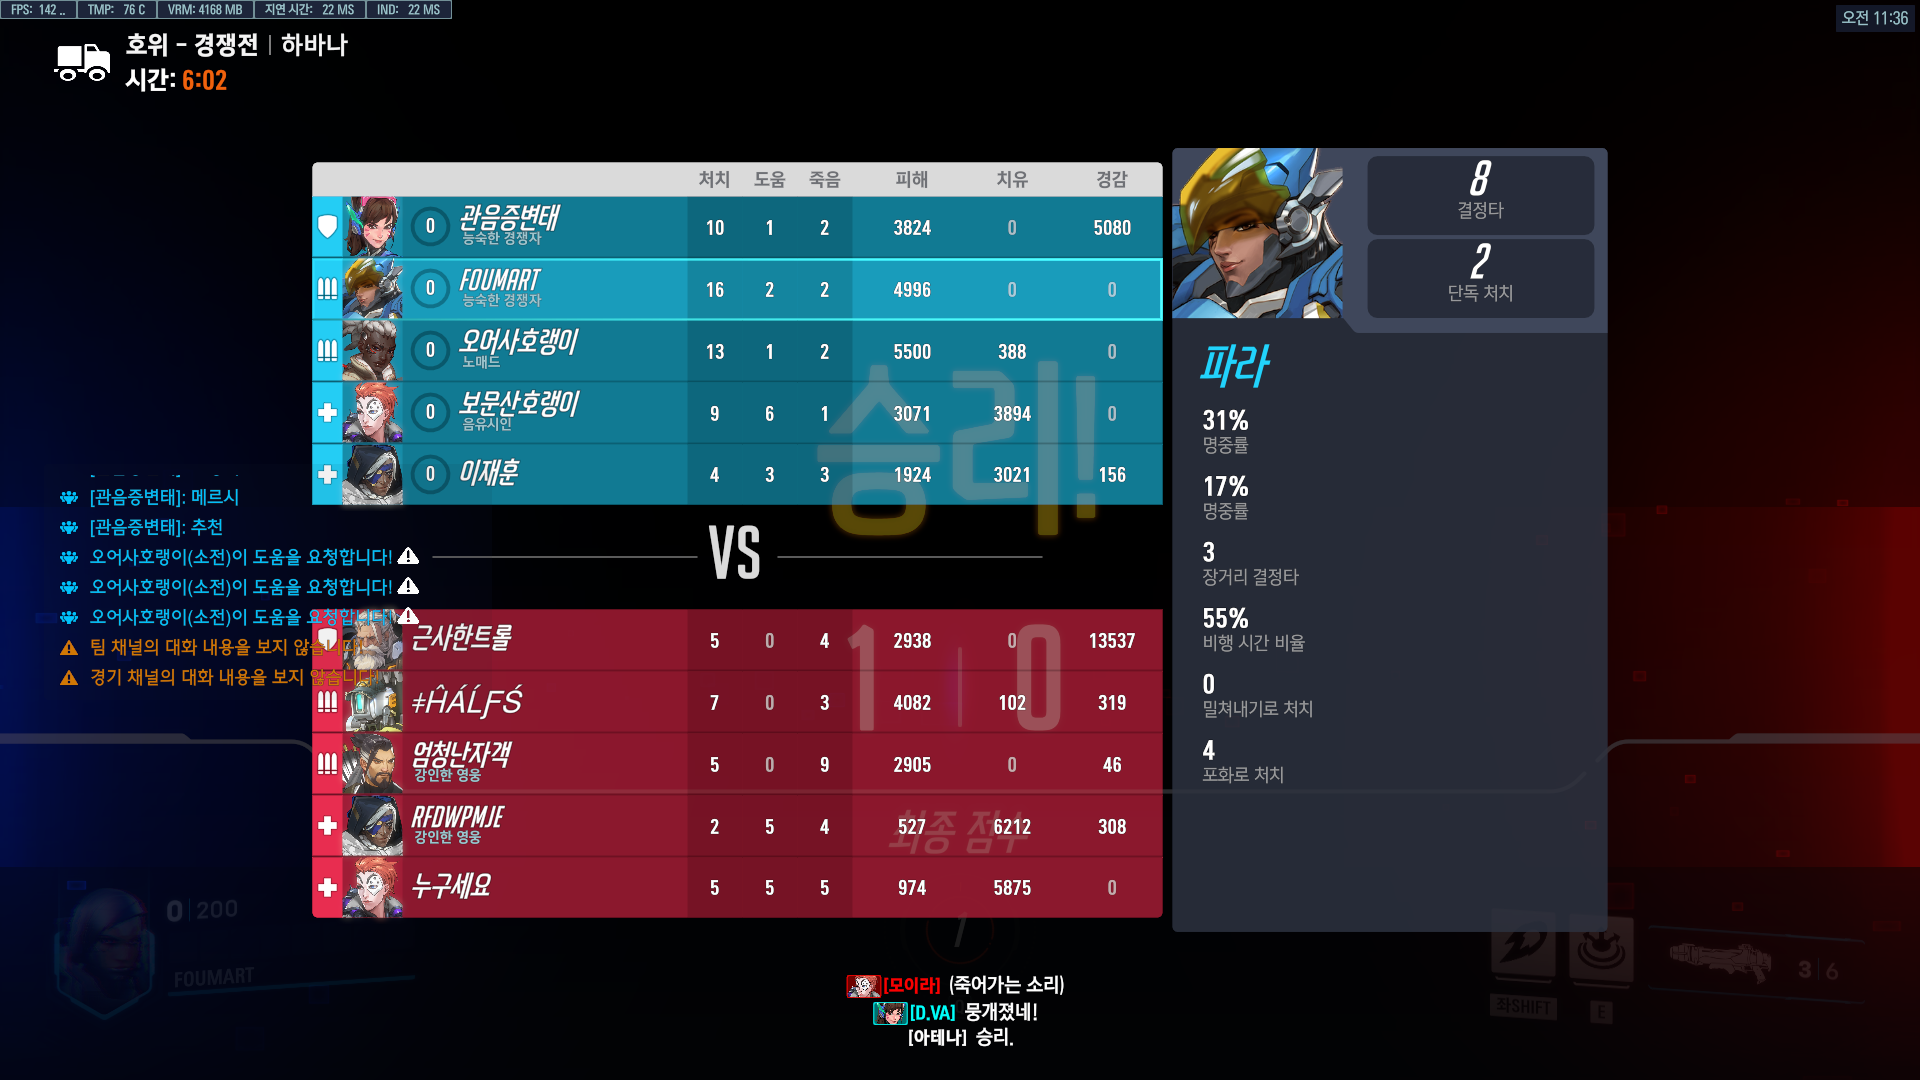 FPS: 142 .. TMP: 76 C VRM: 4168 MB 지연 시간: 22 MS IND: 22 MS
오전 11:36
호위 - 경쟁전 | 하바나
시간: 6:02
처치 도움 죽음 피해 치유 경감
0 관음증변태 10 1 2 3824 0 5080
능숙한 경쟁자
0 FOUMART 16 2 2 4996 0 0
능숙한 경쟁자
0 오어사호랭이 13 1 2 5500 388 0
노매드
0 보문산호랭이 9 6 1 3071 3894 0
음유시인
0 이재훈 4 3 3 1924 3021 156
승리!
[관음증변태]: 메르시
[관음증변태]: 추천
오어사호랭이(소전)이 도움을 요청합니다!
오어사호랭이(소전)이 도움을 요청합니다!
오어사호랭이(소전)이 도움을 요청합니다!
팀 채널의 대화 내용을 보지 않습니다!
경기 채널의 대화 내용을 보지 않습니다!
VS
근사한트롤 5 0 4 2938 0 13537
ǂĤÁĹƑŚ 7 0 3 4082 102 319
엄청난자객 5 0 9 2905 0 46
강인한 영웅
RFDWPMJE 2 5 4 527 6212 308
강인한 영웅
누구세요 5 5 5 974 5875 0
1 | 0
최종 점수
1
8
결정타
2
단독 처치
파라
31%
명중률
17%
명중률
3
장거리 결정타
55%
비행 시간 비율
0
밀쳐내기로 처치
4
포화로 처치
0 | 200
FOUMART
[모이라] (죽어가는 소리)
[D.VA] 뭉개졌네!
[아테나] 승리.
좌SHIFT
E
3 | 6